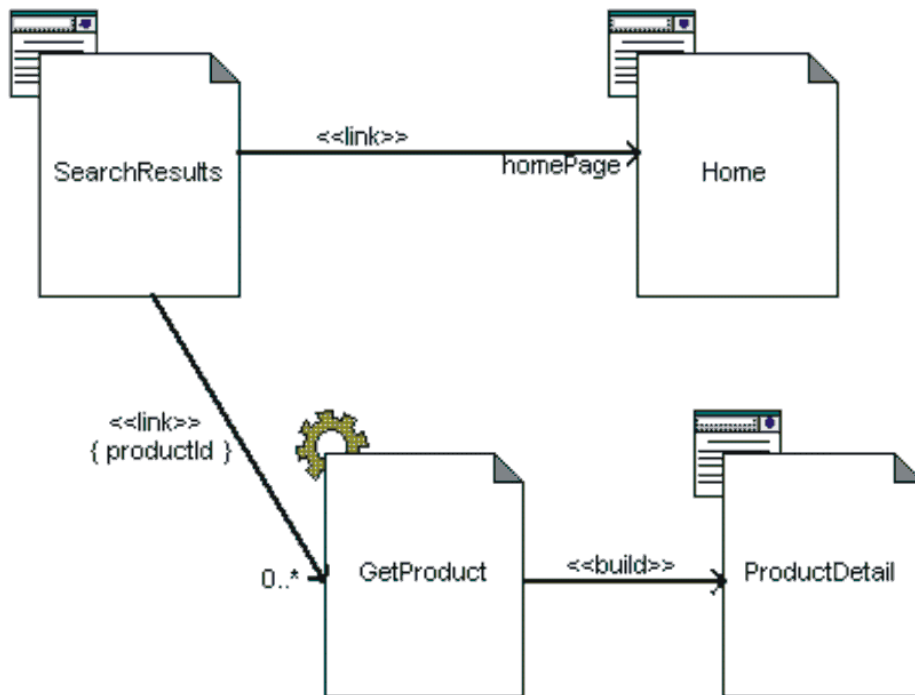 <<link>>
homePage
SearchResults
Home
<<link>>
{ productId }
0..*
GetProduct
<<build>>
ProductDetail